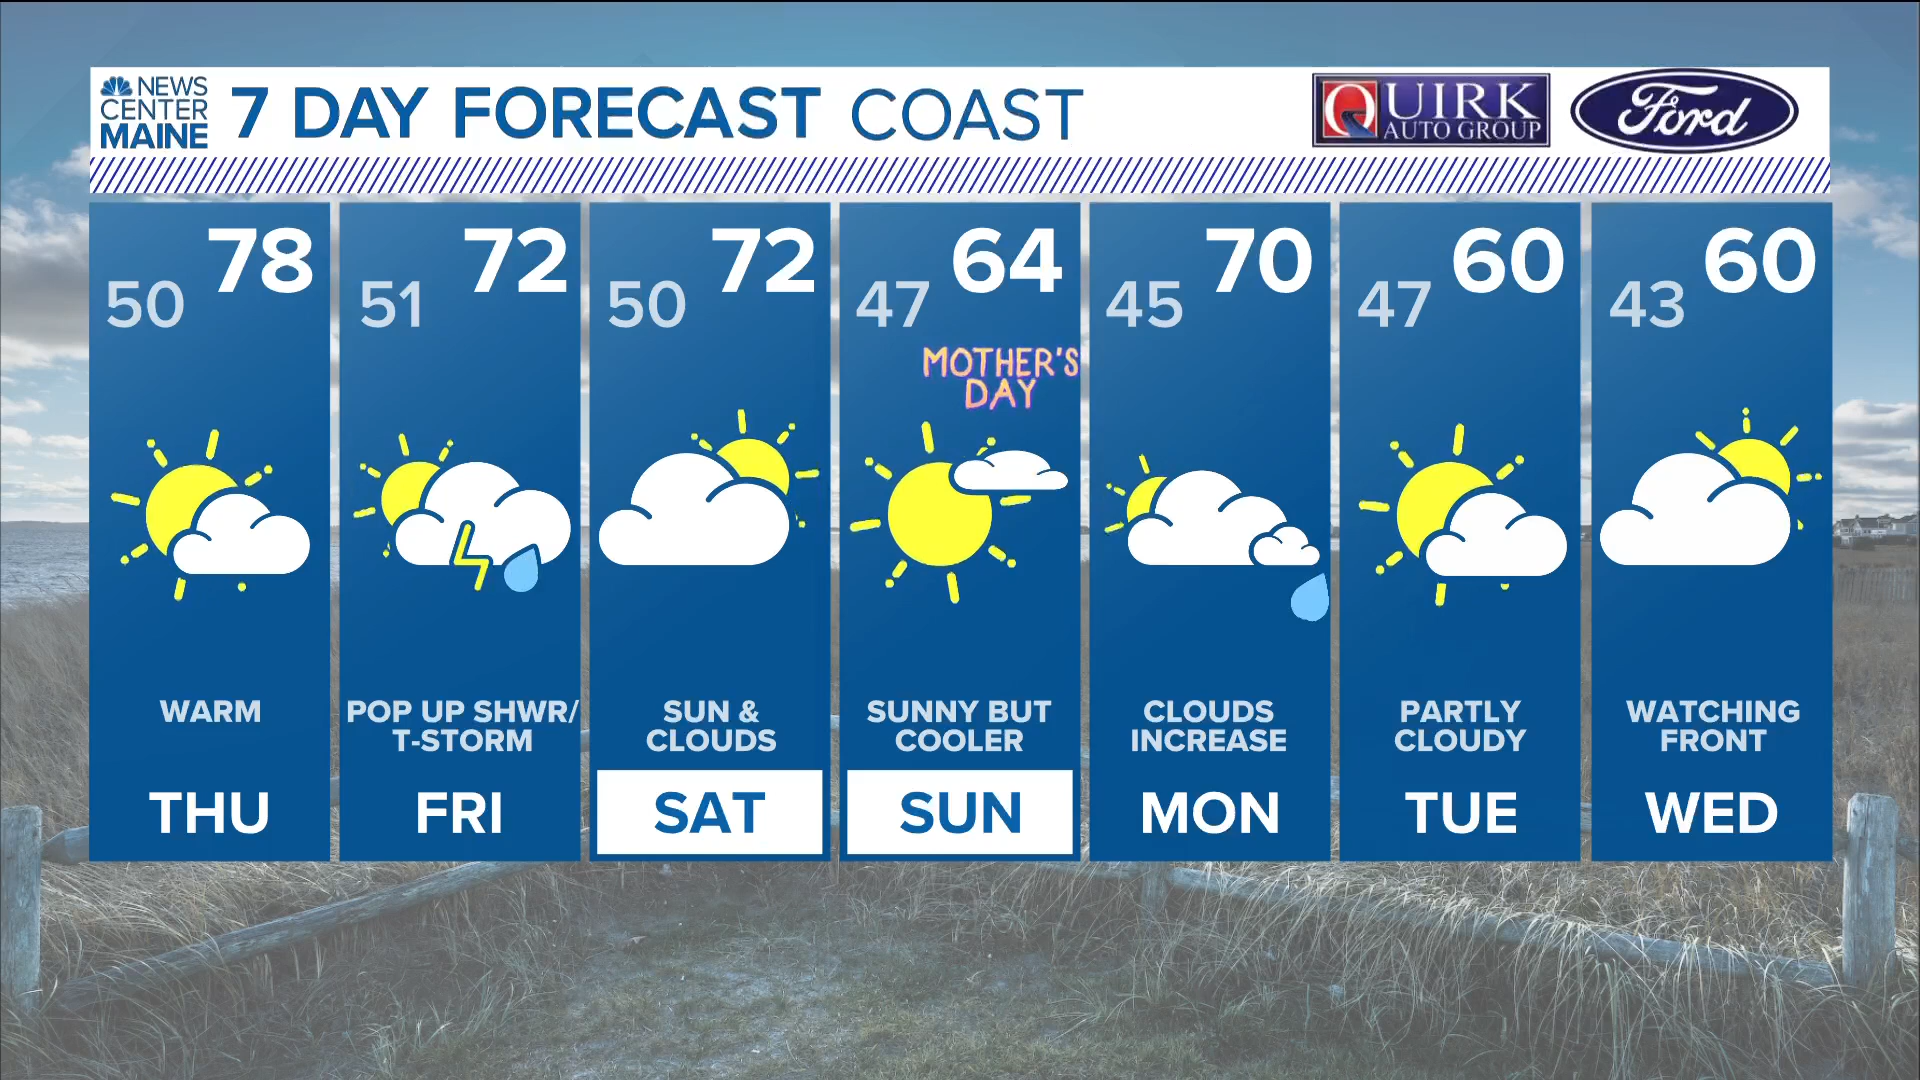 NEWS
CENTER
MAINE
7 DAY FORECAST COAST
QUIRK
AUTO GROUP
Ford
50 78
51 72
50 72
47 64
45 70
47 60
43 60
MOTHER'S
DAY
WARM
POP UP SHWR/
T-STORM
SUN &
CLOUDS
SUNNY BUT
COOLER
CLOUDS
INCREASE
PARTLY
CLOUDY
WATCHING
FRONT
THU
FRI
SAT
SUN
MON
TUE
WED